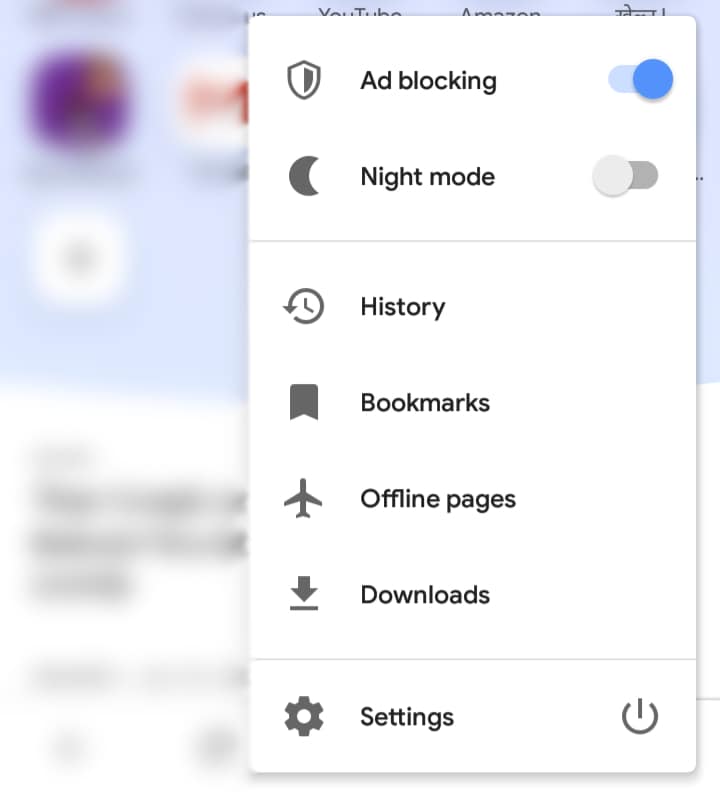 YouTube Amazon
Ad blocking
Night mode
History
Bookmarks
Offline pages
Downloads
Settings